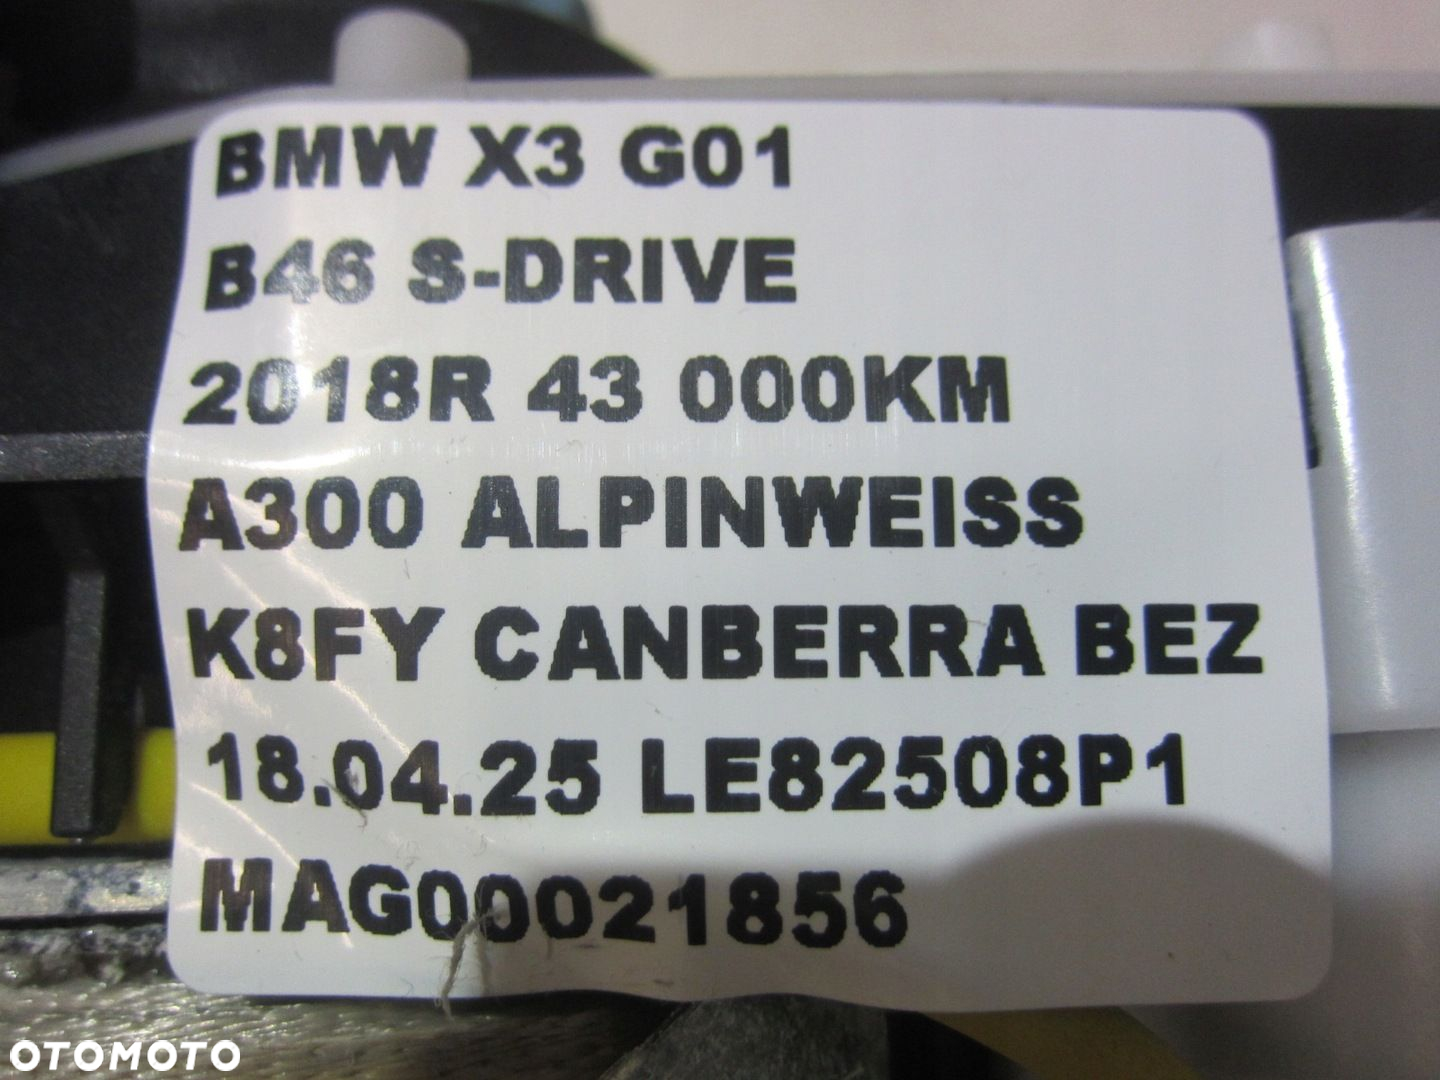 BMW X3 G01
B46 S-DRIVE
2018R 43 000KM
A300 ALPINWEISS
K8FY CANBERRA BEZ
18.04.25 LE82508P1
MAG00021856
OTOMOTO